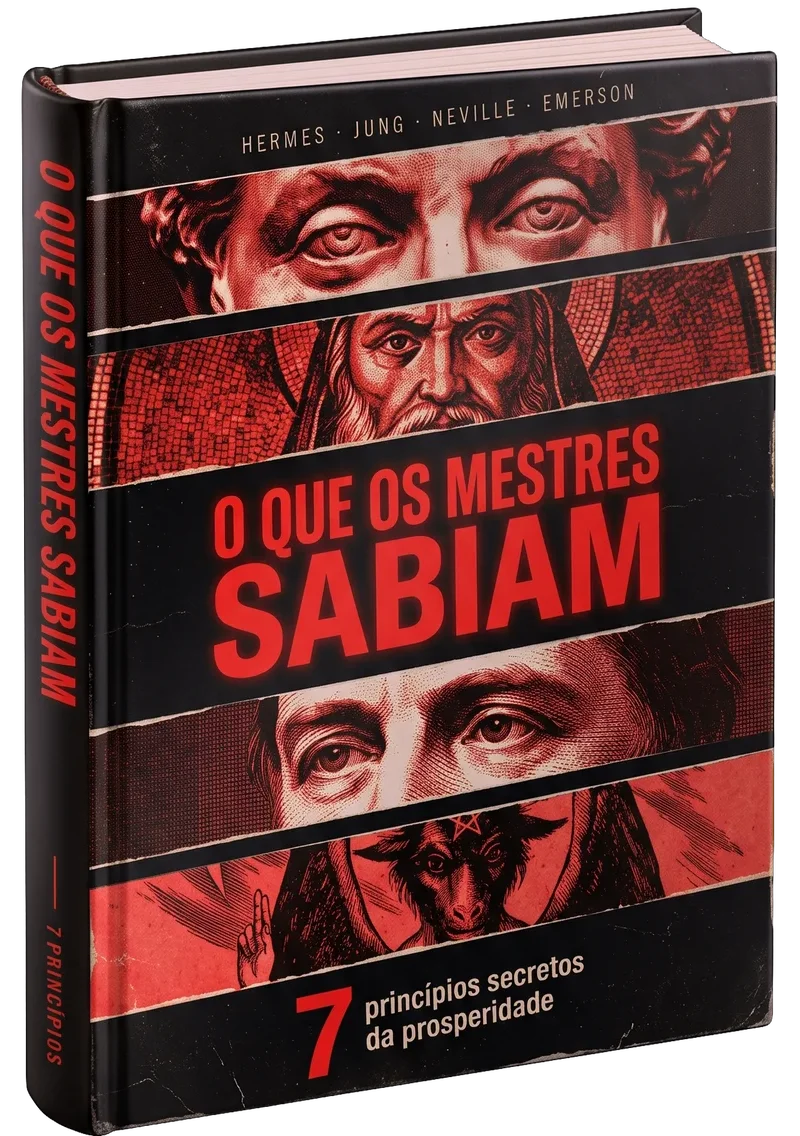 HERMES · JUNG · NEVILLE · EMERSON
O QUE OS MESTRES
SABIAM
7 princípios secretos
da prosperidade
O QUE OS MESTRES SABIAM
7 PRINCÍPIOS